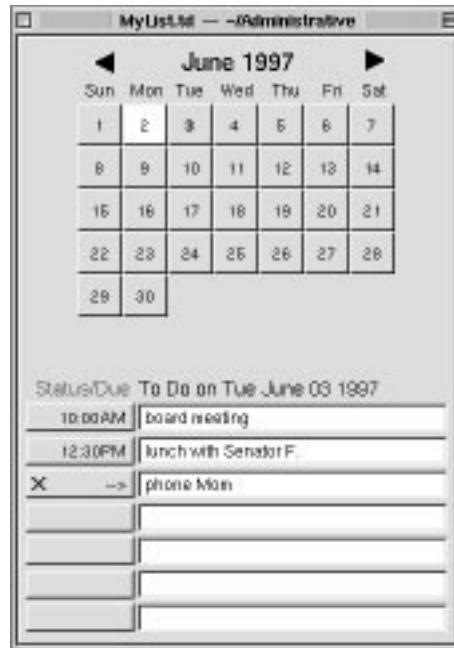 MyList.td — ~/Administrative
June 1997
Sun Mon Tue Wed Thu Fri Sat
1 2 3 4 5 6 7
8 9 10 11 12 13 14
15 16 17 18 19 20 21
22 23 24 25 26 27 28
29 30
Status/Due To Do on Tue June 03 1997
10:00AM board meeting
12:30PM lunch with Senator F.
X --> phone Mom